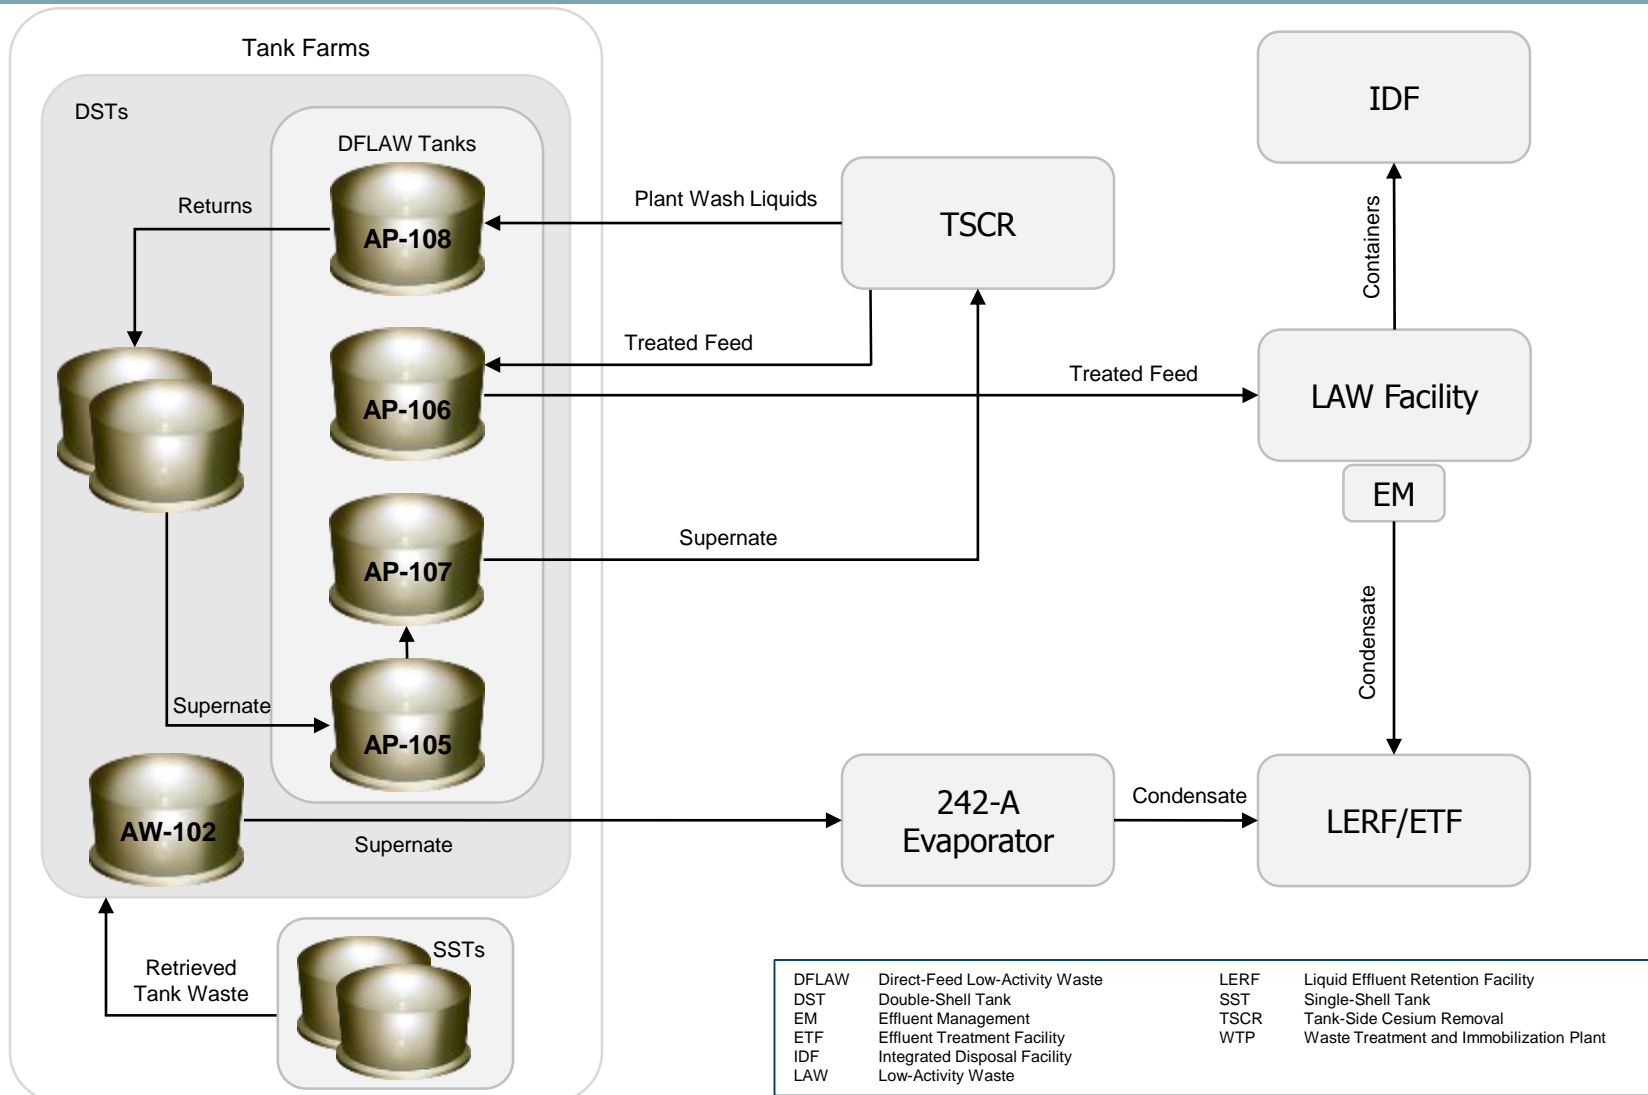 Tank Farms
DSTs
DFLAW Tanks
AP-108
Returns
Plant Wash Liquids
TSCR
IDF
Containers
Treated Feed
AP-106
Treated Feed
LAW Facility
EM
AP-107
Supernate
Condensate
Supernate
AP-105
AW-102
Supernate
242-A
Evaporator
Condensate
LERF/ETF
Retrieved
Tank Waste
SSTs
DFLAW Direct-Feed Low-Activity Waste
DST Double-Shell Tank
EM Effluent Management
ETF Effluent Treatment Facility
IDF Integrated Disposal Facility
LAW Low-Activity Waste
LERF Liquid Effluent Retention Facility
SST Single-Shell Tank
TSCR Tank-Side Cesium Removal
WTP Waste Treatment and Immobilization Plant